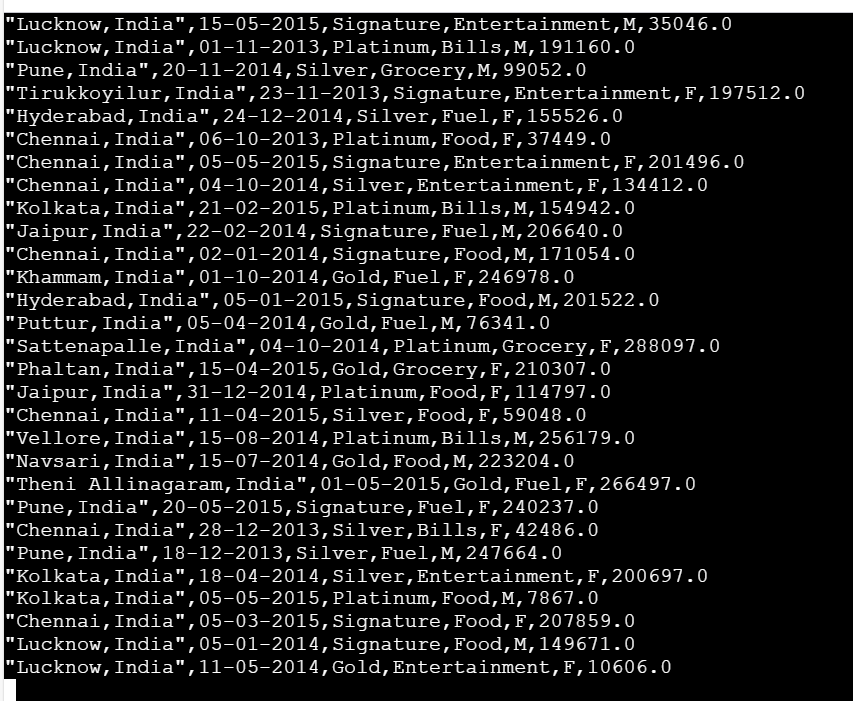 "Lucknow,India",15-05-2015,Signature,Entertainment,M,35046.0
"Lucknow,India",01-11-2013,Platinum,Bills,M,191160.0
"Pune,India",20-11-2014,Silver,Grocery,M,99052.0
"Tirukkoyilur,India",23-11-2013,Signature,Entertainment,F,197512.0
"Hyderabad,India",24-12-2014,Silver,Fuel,F,155526.0
"Chennai,India",06-10-2013,Platinum,Food,F,37449.0
"Chennai,India",05-05-2015,Signature,Entertainment,F,201496.0
"Chennai,India",04-10-2014,Silver,Entertainment,F,134412.0
"Kolkata,India",21-02-2015,Platinum,Bills,M,154942.0
"Jaipur,India",22-02-2014,Signature,Fuel,M,206640.0
"Chennai,India",02-01-2014,Signature,Food,M,171054.0
"Khammam,India",01-10-2014,Gold,Fuel,F,246978.0
"Hyderabad,India",05-01-2015,Signature,Food,M,201522.0
"Puttur,India",05-04-2014,Gold,Fuel,M,76341.0
"Sattenapalle,India",04-10-2014,Platinum,Grocery,F,288097.0
"Phaltan,India",15-04-2015,Gold,Grocery,F,210307.0
"Jaipur,India",31-12-2014,Platinum,Food,F,114797.0
"Chennai,India",11-04-2015,Silver,Food,F,59048.0
"Vellore,India",15-08-2014,Platinum,Bills,M,256179.0
"Navsari,India",15-07-2014,Gold,Food,M,223204.0
"Theni Allinagaram,India",01-05-2015,Gold,Fuel,F,266497.0
"Pune,India",20-05-2015,Signature,Fuel,F,240237.0
"Chennai,India",28-12-2013,Silver,Bills,F,42486.0
"Pune,India",18-12-2013,Silver,Fuel,M,247664.0
"Kolkata,India",18-04-2014,Silver,Entertainment,F,200697.0
"Kolkata,India",05-05-2015,Platinum,Food,M,7867.0
"Chennai,India",05-03-2015,Signature,Food,F,207859.0
"Lucknow,India",05-01-2014,Signature,Food,M,149671.0
"Lucknow,India",11-05-2014,Gold,Entertainment,F,10606.0